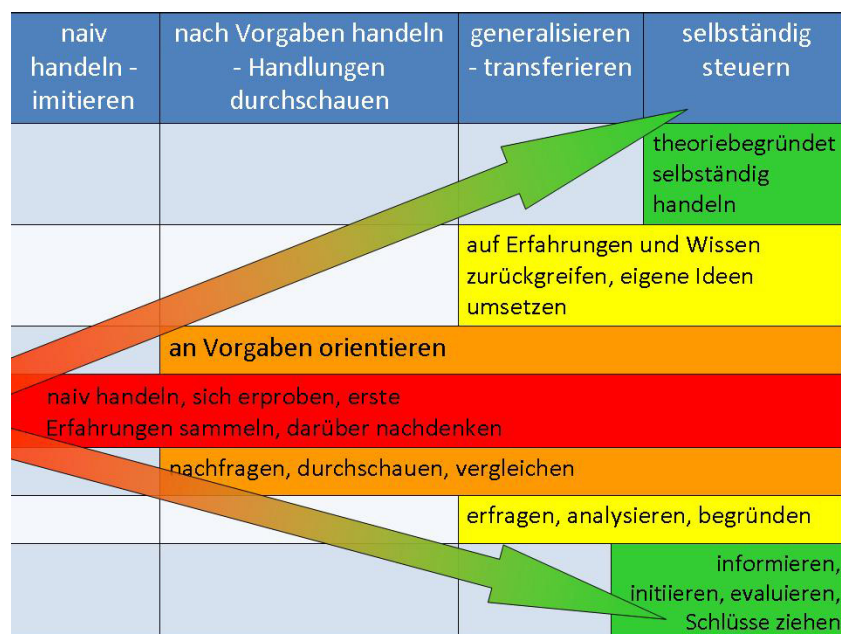 naiv
handeln -
imitieren
nach Vorgaben handeln
- Handlungen
durchschauen
generalisieren
- transferieren
selbständig
steuern
theoriebegründet
selbständig
handeln
auf Erfahrungen und Wissen
zurückgreifen, eigene Ideen
umsetzen
an Vorgaben orientieren
naiv handeln, sich erproben, erste
Erfahrungen sammeln, darüber nachdenken
nachfragen, durchschauen, vergleichen
erfragen, analysieren, begründen
informieren,
initiieren, evaluieren,
Schlüsse ziehen